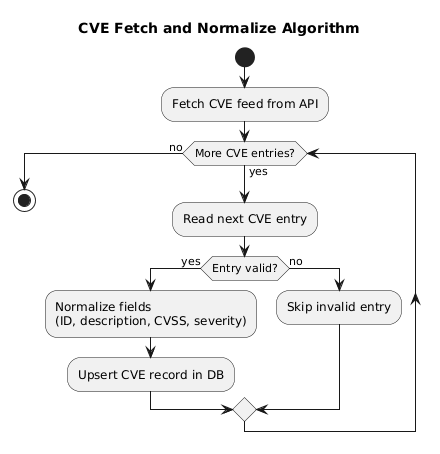 CVE Fetch and Normalize Algorithm
Fetch CVE feed from API
no
More CVE entries?
yes
Read next CVE entry
yes
Entry valid?
no
Normalize fields
(ID, description, CVSS, severity)
Skip invalid entry
Upsert CVE record in DB